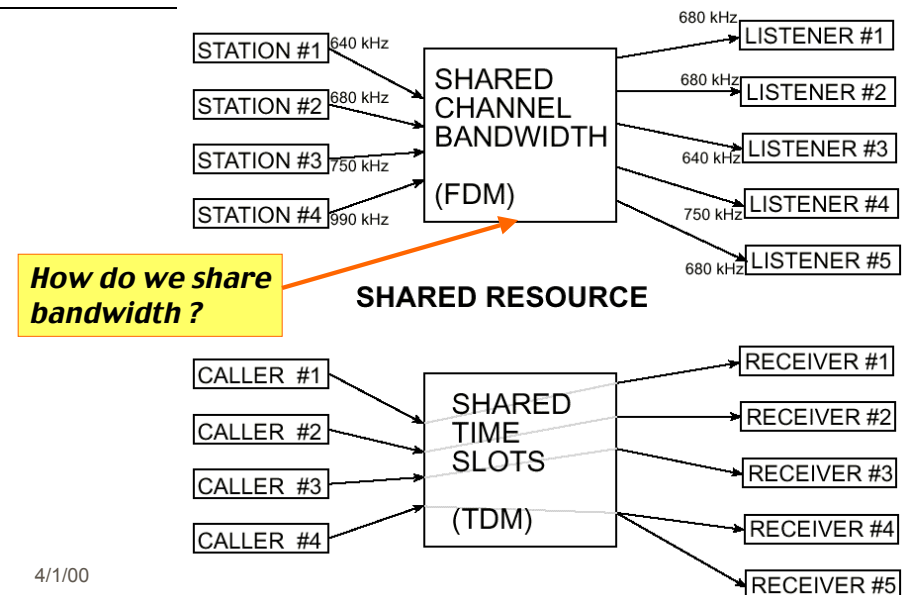 680 kHz
STATION #1
640 kHz
LISTENER #1
SHARED
CHANNEL
BANDWIDTH
(FDM)
680 kHz
LISTENER #2
STATION #2
680 kHz
LISTENER #3
640 kHz
STATION #3
750 kHz
LISTENER #4
750 kHz
STATION #4
990 kHz
LISTENER #5
680 kHz
How do we share
bandwidth ?
SHARED RESOURCE
CALLER #1
RECEIVER #1
SHARED
TIME
SLOTS
(TDM)
CALLER #2
RECEIVER #2
CALLER #3
RECEIVER #3
CALLER #4
RECEIVER #4
RECEIVER #5
4/1/00